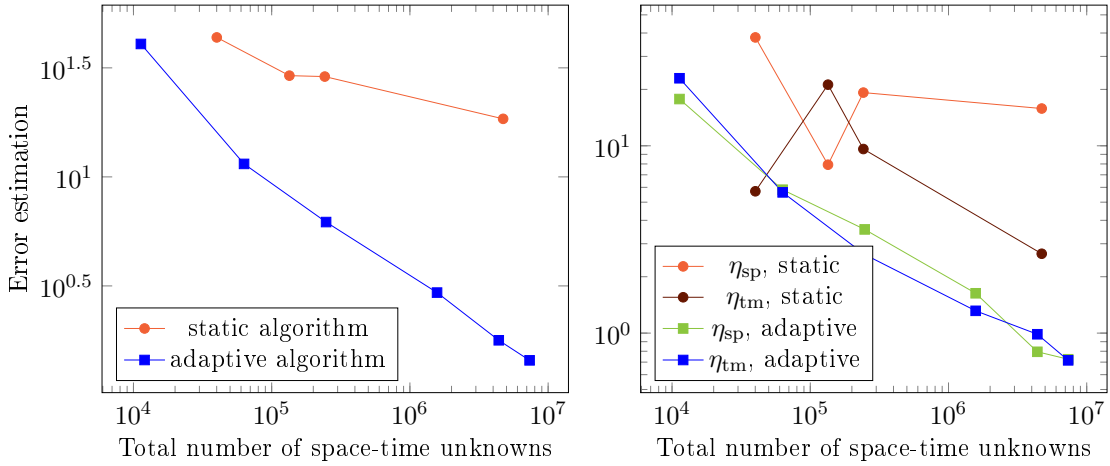 10^1.5
10^1
10^0.5
Error estimation
static algorithm
adaptive algorithm
10^4
10^5
10^6
10^7
Total number of space-time unknowns
10^1
10^0
η_sp, static
η_tm, static
η_sp, adaptive
η_tm, adaptive
10^4
10^5
10^6
10^7
Total number of space-time unknowns